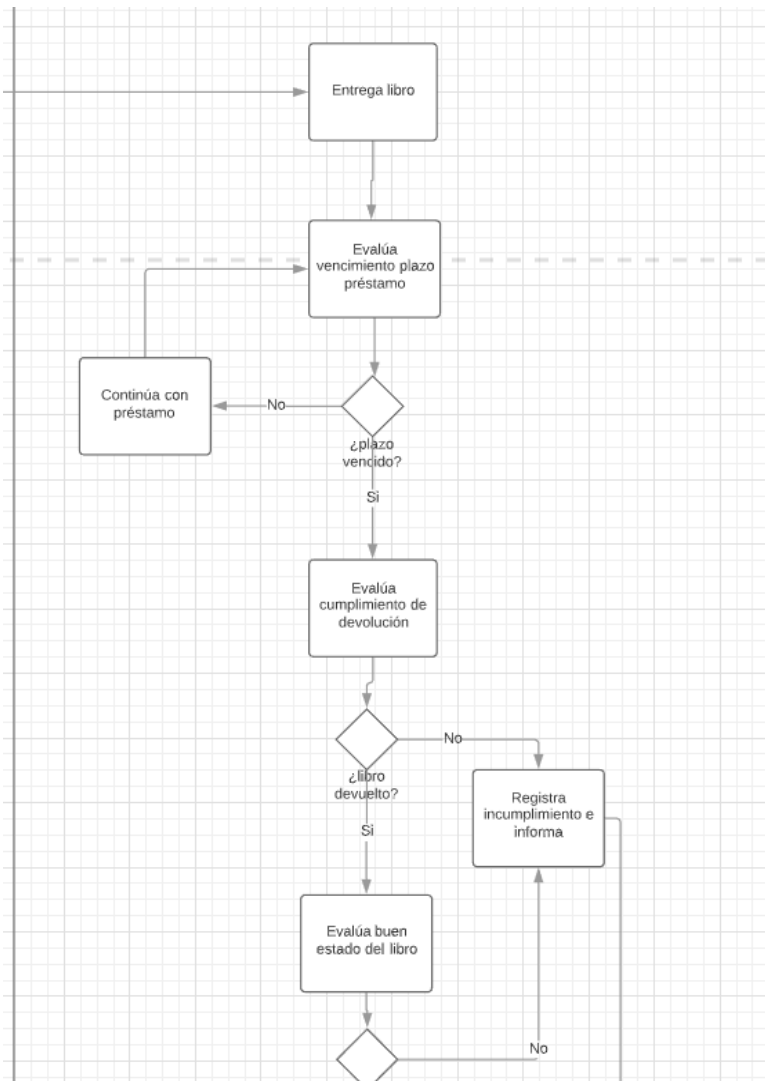 Entrega libro
Evalúa
vencimiento plazo
préstamo
Continúa con
préstamo
No
¿plazo
vencido?
Si
Evalúa
cumplimiento de
devolución
No
¿libro
devuelto?
Si
Registra
incumplimiento e
informa
Evalúa buen
estado del libro
No